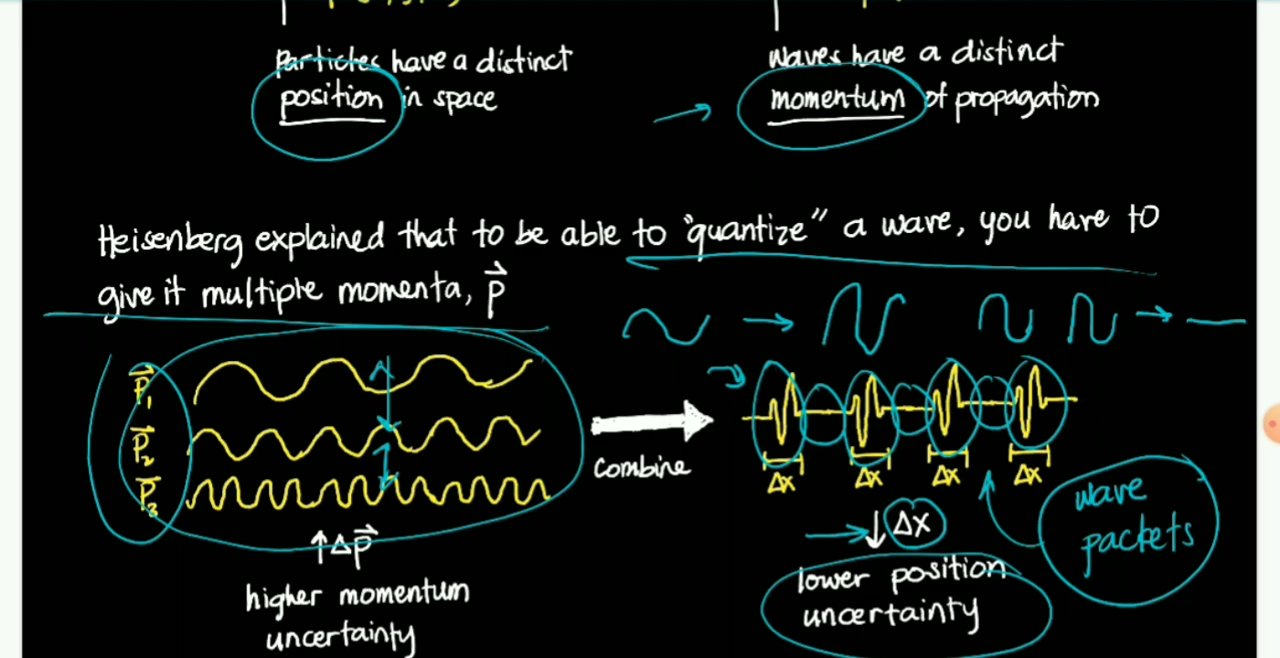 Particles have a distinct
position in space
waves have a distinct
momentum of propagation
Heisenberg explained that to be able to "quantize" a wave, you have to
give it multiple momenta, p⃗
p⃗₁
p⃗₂
p⃗₃
combine
Δx Δx Δx Δx
↑Δp⃗
higher momentum
uncertainty
↓Δx
lower position
uncertainty
wave
packets